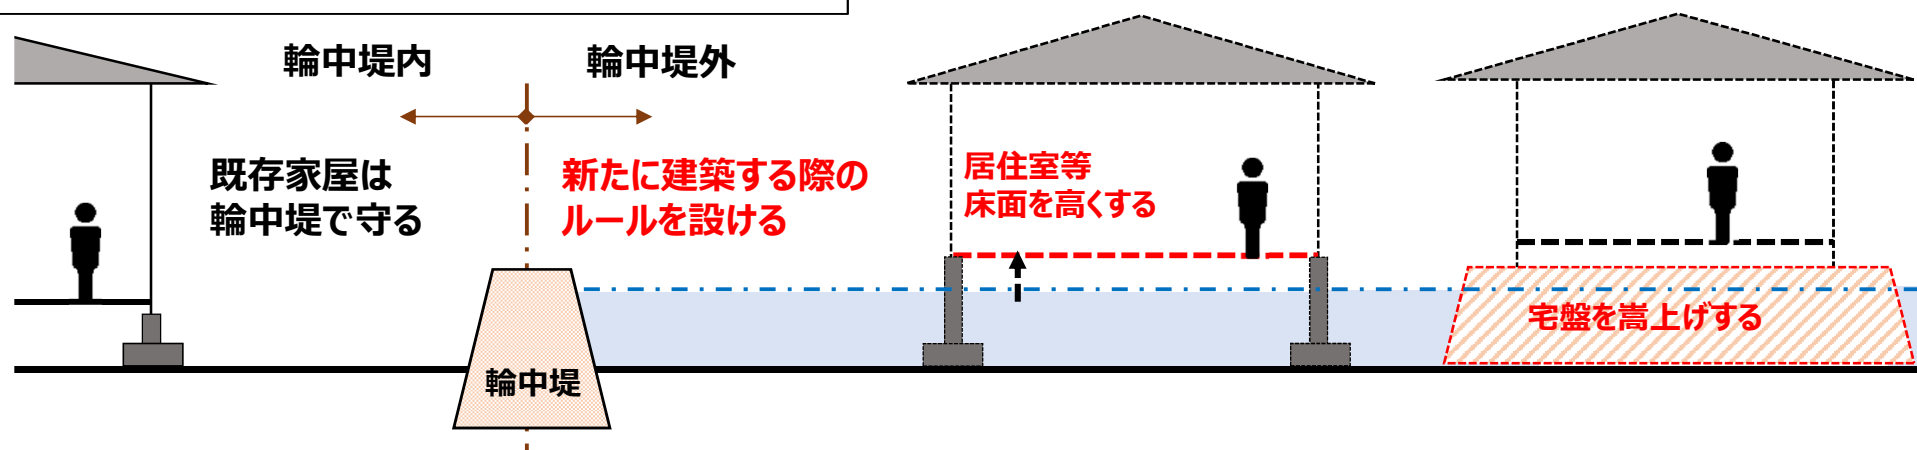 輪中堤内
輪中堤外
既存家屋は
輪中堤で守る
新たに建築する際の
ルールを設ける
居住室等
床面を高くする
宅盤を嵩上げする
輪中堤